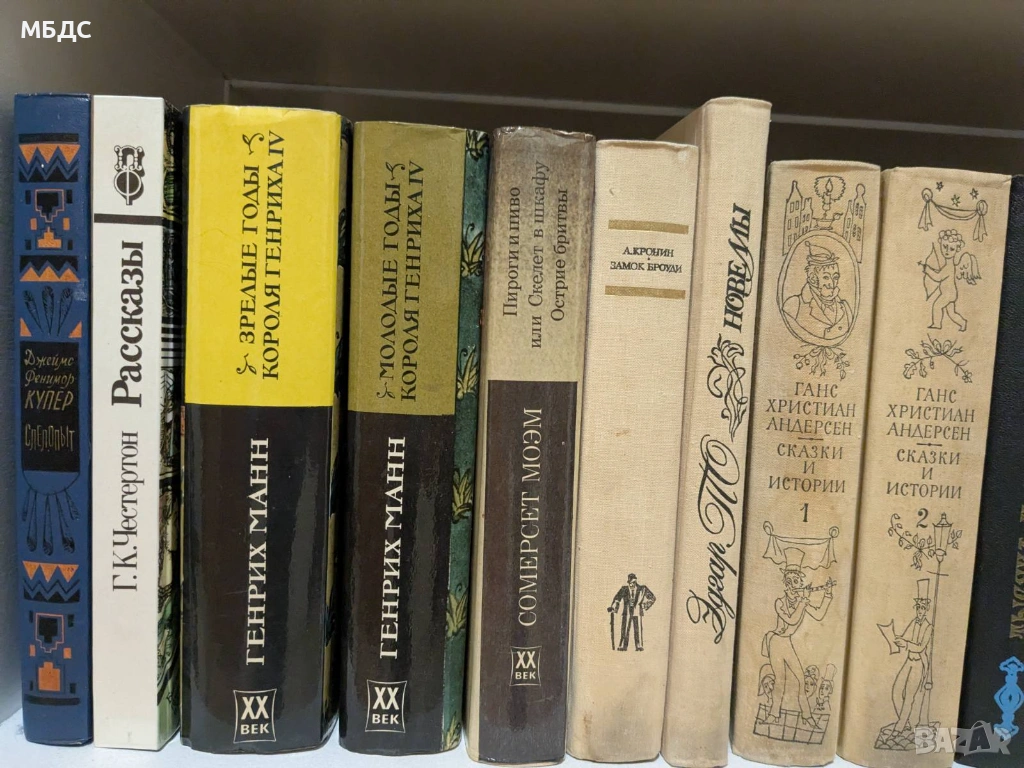 МБДС
Джеймс
Фенимор
КУПЕР
СЛЕДОПЫТ
Г.К.Честертон Рассказы
ЗРЕЛЫЕ ГОДЫ
КОРОЛЯ ГЕНРИХА IV
ГЕНРИХ МАНН
XX
ВЕК
МОЛОДЫЕ ГОДЫ
КОРОЛЯ ГЕНРИХА IV
ГЕНРИХ МАНН
XX
ВЕК
Пироги и пиво
или Скелет в шкафу
Острие бритвы
СОМЕРСЕТ МОЭМ
XX
ВЕК
А.КРОНИН
ЗАМОК БРОУДИ
Эдгар По
НОВЕЛЛЫ
ГАНС
ХРИСТИАН
АНДЕРСЕН
СКАЗКИ И
ИСТОРИИ
1
ГАНС
ХРИСТИАН
АНДЕРСЕН
СКАЗКИ И
ИСТОРИИ
2
BAZAR